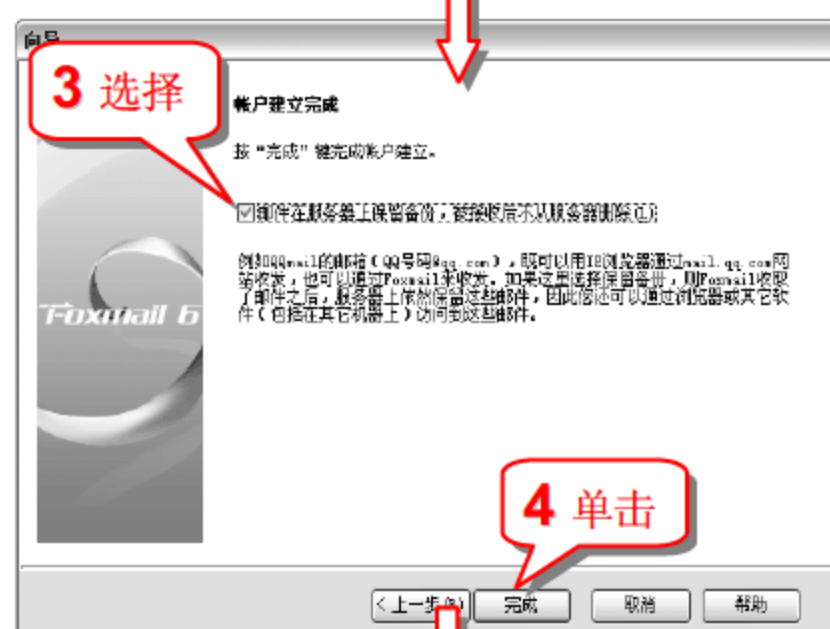 向导
3 选择
帐户建立完成
按“完成”键完成帐户建立。
邮件在服务器上保留备份，被接收后不从服务器删除(L)
例如QQmail的邮箱(QQ号码@qq.com)，既可以用IE浏览器通过mail.qq.com网
站收发，也可以通过Foxmail来收发。如果这里选择保留备份，则Foxmail收取
了邮件之后，服务器上依然保留这些邮件，因此您还可以通过浏览器或其它软
件(包括在其它机器上)访问到这些邮件。
Foxmail 6
4 单击
<上一步(B)
完成
取消
帮助